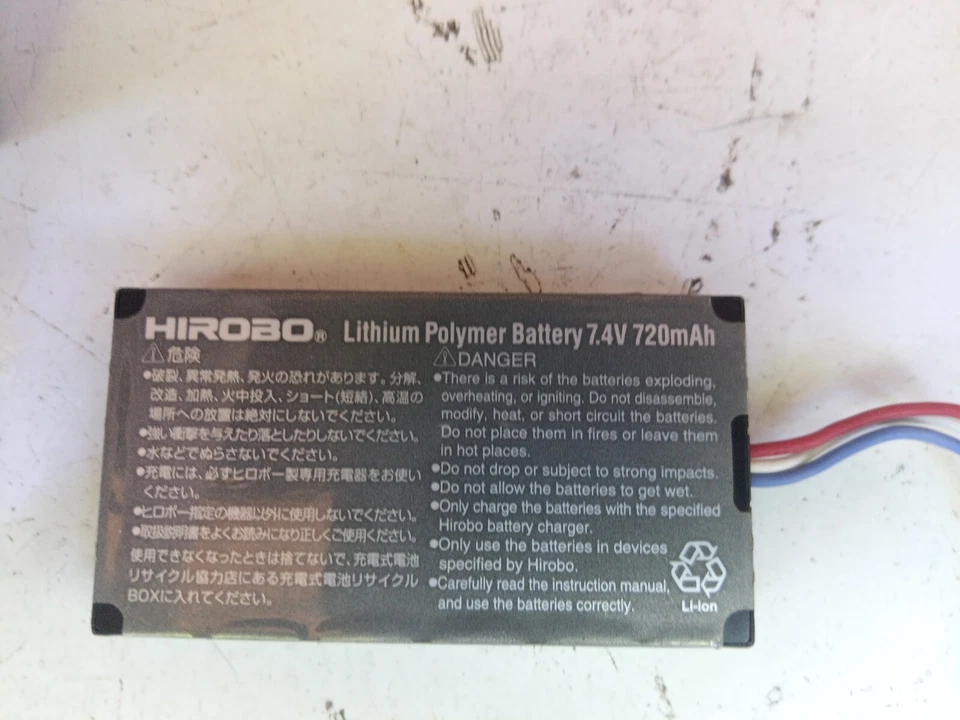 HIROBO® Lithium Polymer Battery 7.4V 720mAh
⚠危険
●破裂、異常発熱、発火の恐れがあります。分解、
改造、加熱、火中投入、ショート(短絡)、高温の
場所への放置は絶対にしないでください。
●強い衝撃を与えたり落としたりしないでください。
●水などでぬらさないでください。
●充電には、必ずヒロボー製専用充電器をお使い
ください。
●ヒロボー指定の機器以外に使用しないでください。
●取扱説明書をよくお読みになり正しくご使用ください。
使用できなくなったときは捨てないで、充電式電池
リサイクル協力店にある充電式電池リサイクル
BOXに入れてください。
⚠DANGER
●There is a risk of the batteries exploding,
overheating, or igniting. Do not disassemble,
modify, heat, or short circuit the batteries.
Do not place them in fires or leave them
in hot places.
●Do not drop or subject to strong impacts.
●Do not allow the batteries to get wet.
●Only charge the batteries with the specified
Hirobo battery charger.
●Only use the batteries in devices
specified by Hirobo.
●Carefully read the instruction manual,
and use the batteries correctly.
Li-ion